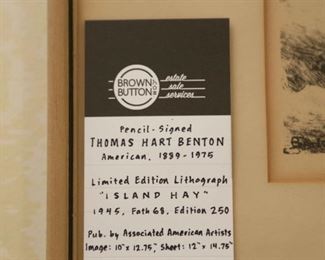 BROWN
BUTTON
estate
sale
services
Pencil-Signed
THOMAS HART BENTON
American, 1889-1975
Limited Edition Lithograph
"ISLAND HAY"
1945, Fath 68, Edition 250
Pub. by Associated American Artists
Image: 10" x 12.75", Sheet: 12" x 14.75"